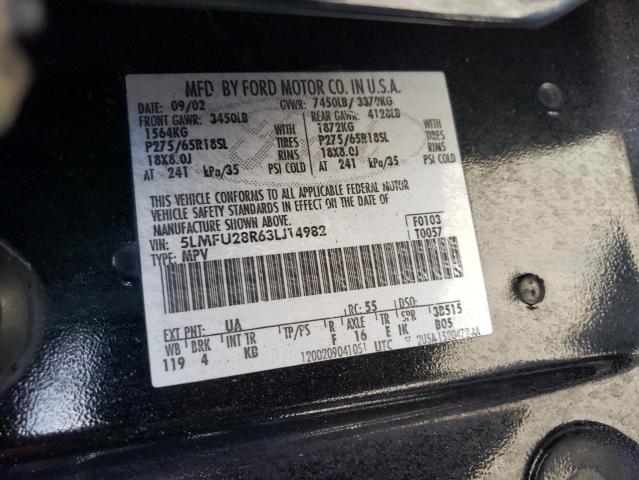 MFD BY FORD MOTOR CO. IN U.S.A.
DATE: 09/02 GVWR: 7450LB/ 3379KG
FRONT GAWR: 3450LB REAR GAWR: 4128LB
1564KG WITH 1872KG WITH
P275/65R18SL TIRES P275/65R18SL TIRES
18X8.0J RIMS 18X8.0J RIMS
AT 241 kPa/35 PSI COLD AT 241 kPa/35 PSI COLD
THIS VEHICLE CONFORMS TO ALL APPLICABLE FEDERAL MOTOR
VEHICLE SAFETY STANDARDS IN EFFECT ON THE DATE OF
MANUFACTURE SHOWN ABOVE.
VIN: 5LMFU28R63LJ14982 F0103
TYPE: MPV T0057
EXT PNT: UA RC: 55 DSO:
WB BRK INT TR TP/PS R AXLE TR SPR 3B515
119 4 KB F 16 E IK B05
1200209041051 UTC